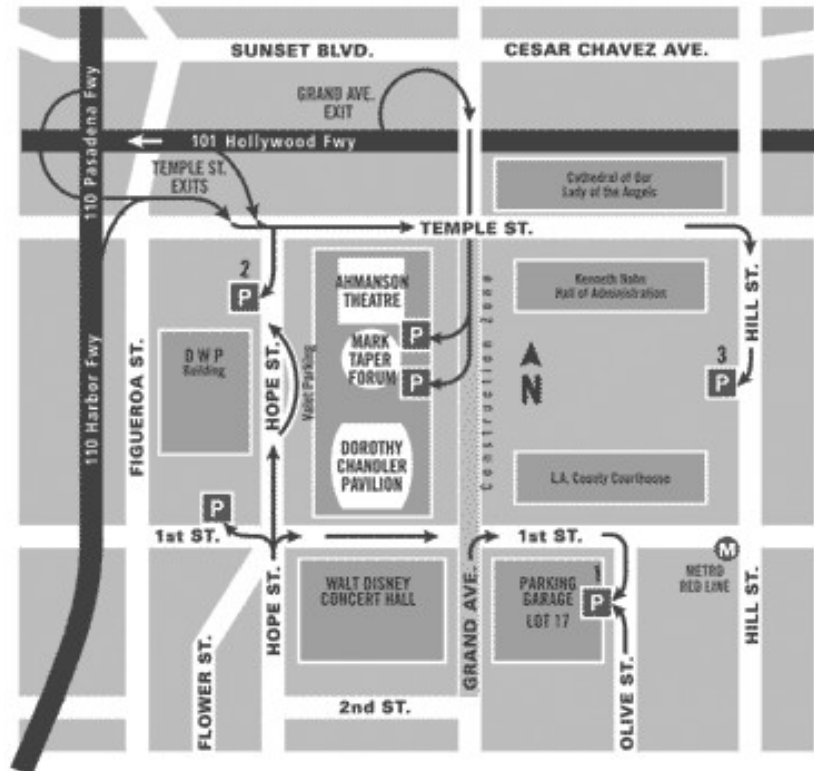 SUNSET BLVD.
CESAR CHAVEZ AVE.
GRAND AVE.
EXIT
110 Pasadena Fwy
101 Hollywood Fwy
TEMPLE ST.
EXITS
Cathedral of Our
Lady of the Angels
TEMPLE ST.
2
P
AHMANSON
THEATRE
Kenneth Hahn
Hall of Administration
HILL ST.
P
MARK
TAPER
FORUM
P
N
3
P
110 Harbor Fwy
FIGUEROA ST.
D W P
Building
HOPE ST.
Valet Parking
Construction Zone
DOROTHY
CHANDLER
PAVILION
L.A. County Courthouse
P
1st ST.
1st ST.
M
METRO
RED LINE
WALT DISNEY
CONCERT HALL
GRAND AVE.
PARKING
GARAGE
LOT 17
1
P
HOPE ST.
FLOWER ST.
2nd ST.
OLIVE ST.
HILL ST.